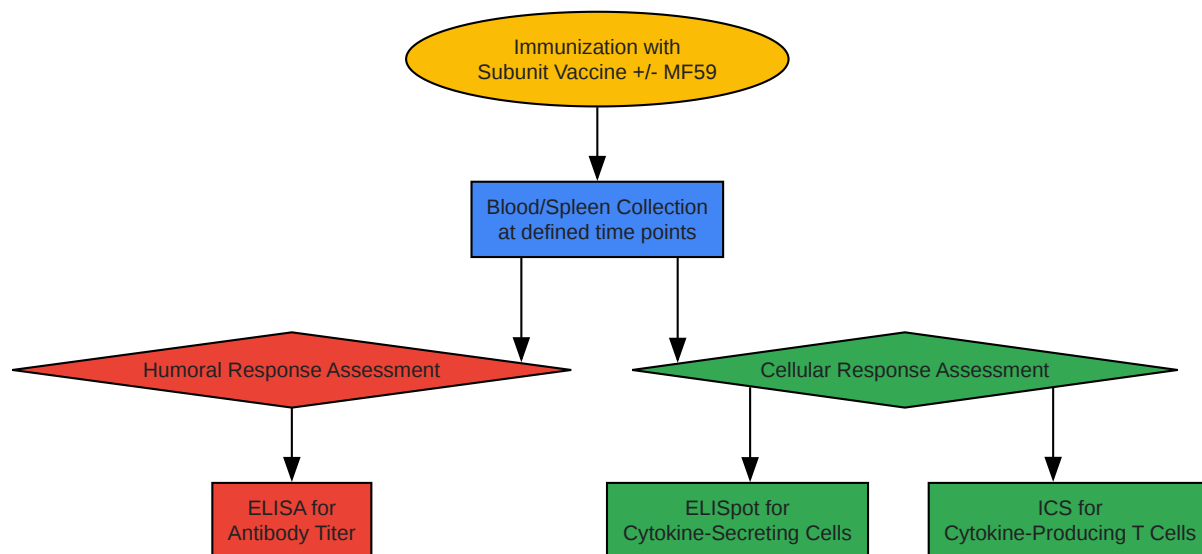 Immunization with
Subunit Vaccine +/- MF59
Blood/Spleen Collection
at defined time points
Humoral Response Assessment
Cellular Response Assessment
ELISA for
Antibody Titer
ELISpot for
Cytokine-Secreting Cells
ICS for
Cytokine-Producing T Cells